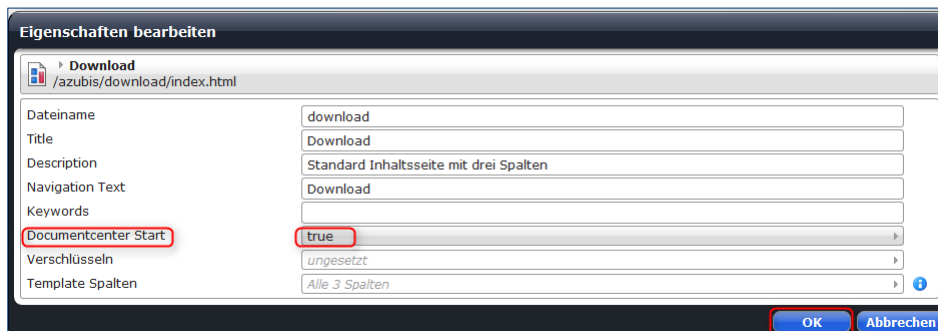 Eigenschaften bearbeiten
Download
/azubis/download/index.html
Dateiname download
Title Download
Description Standard Inhaltsseite mit drei Spalten
Navigation Text Download
Keywords
Documentcenter Start true
Verschlüsseln ungesetzt
Template Spalten Alle 3 Spalten
OK Abbrechen